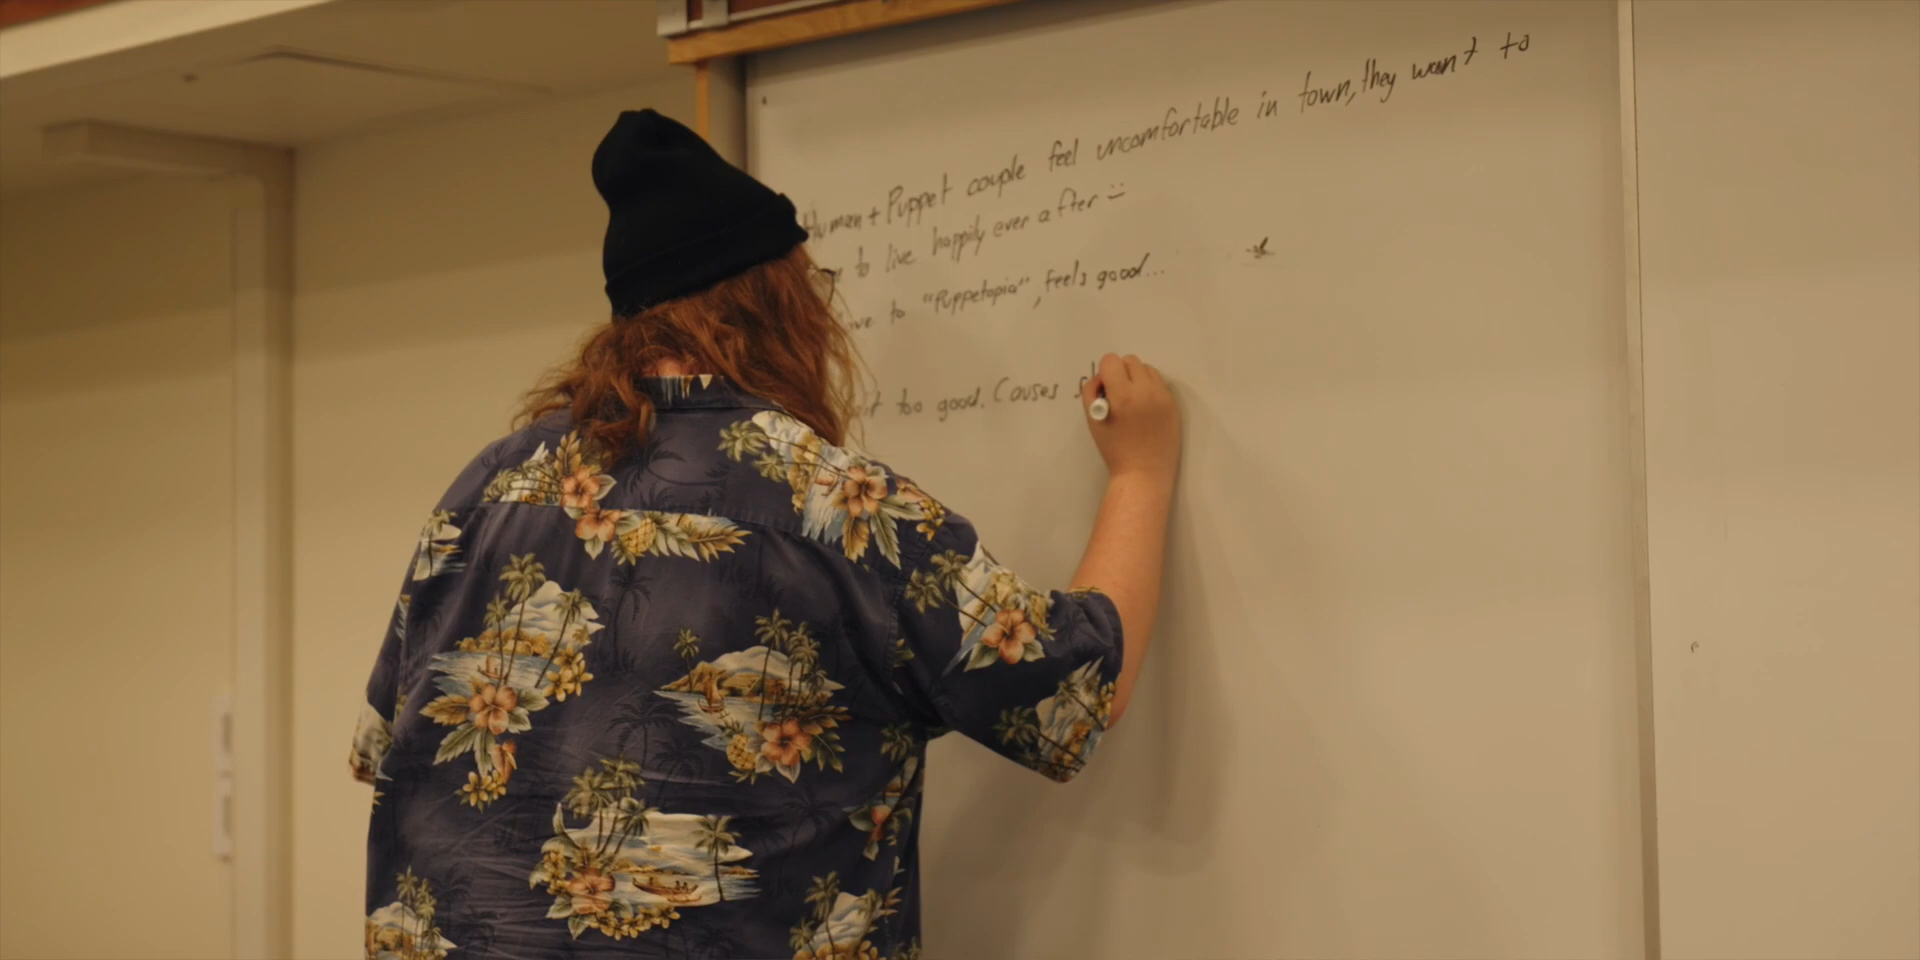 Human + Puppet couple feel uncomfortable in town, they want to
to live happily ever after
to "Puppetopia", feels good...
too good. Causes